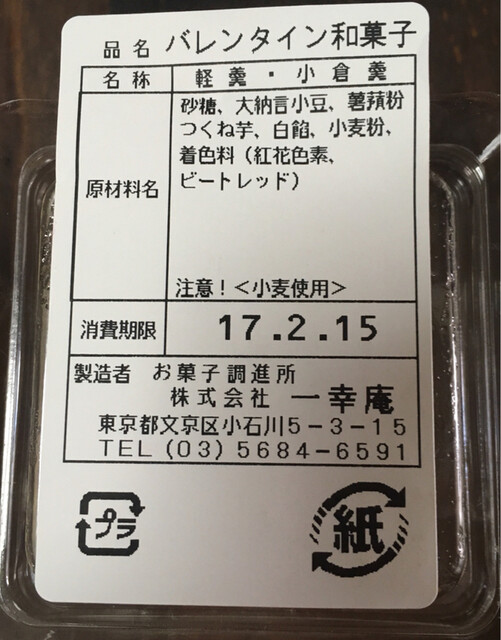 品名 バレンタイン和菓子
名称 軽羹・小倉羹
原材料名 砂糖、大納言小豆、薯蕷粉
つくね芋、白餡、小麦粉、
着色料（紅花色素、
ビートレッド）
注意！＜小麦使用＞
消費期限 17.2.15
製造者 お菓子調進所
株式会社 一幸庵
東京都文京区小石川5-3-15
TEL(03)5684-6591
プラ 紙